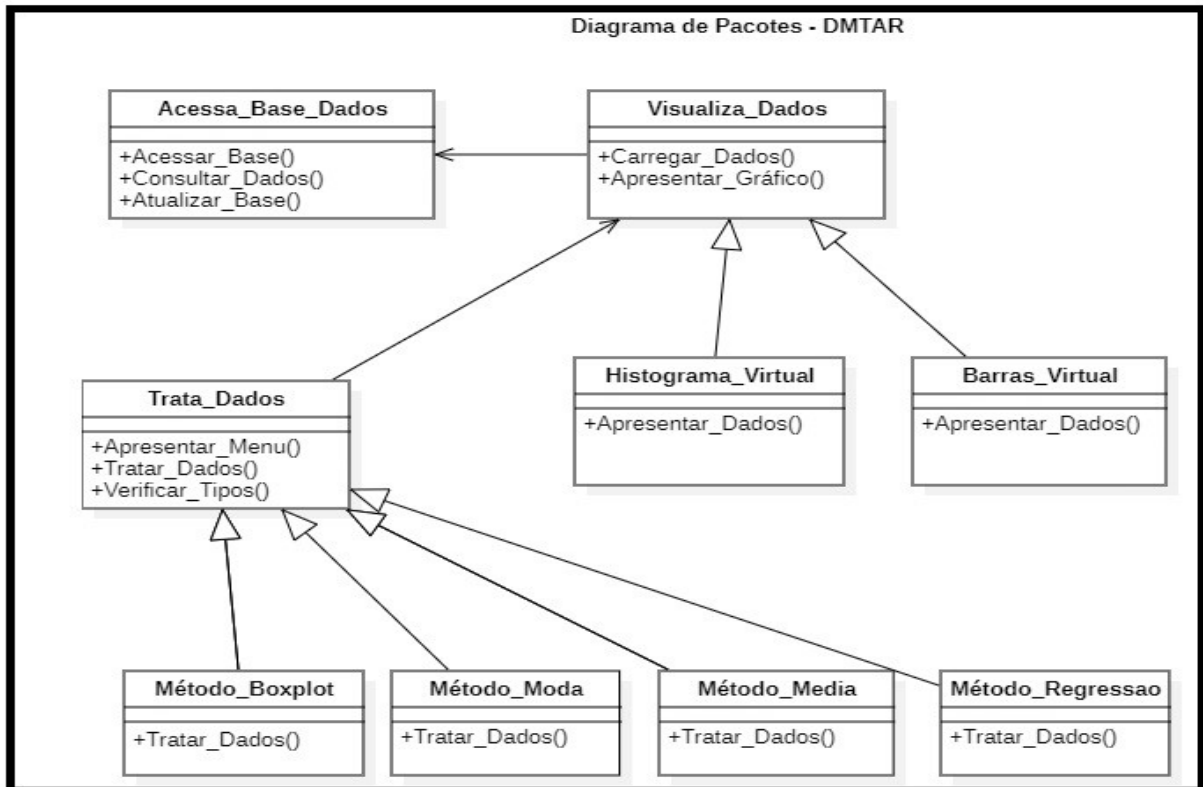 Diagrama de Pacotes - DMTAR
Acessa_Base_Dados
+Acessar_Base()
+Consultar_Dados()
+Atualizar_Base()
Visualiza_Dados
+Carregar_Dados()
+Apresentar_Gráfico()
Trata_Dados
+Apresentar_Menu()
+Tratar_Dados()
+Verificar_Tipos()
Histograma_Virtual
+Apresentar_Dados()
Barras_Virtual
+Apresentar_Dados()
Método_Boxplot
+Tratar_Dados()
Método_Moda
+Tratar_Dados()
Método_Media
+Tratar_Dados()
Método_Regressao
+Tratar_Dados()